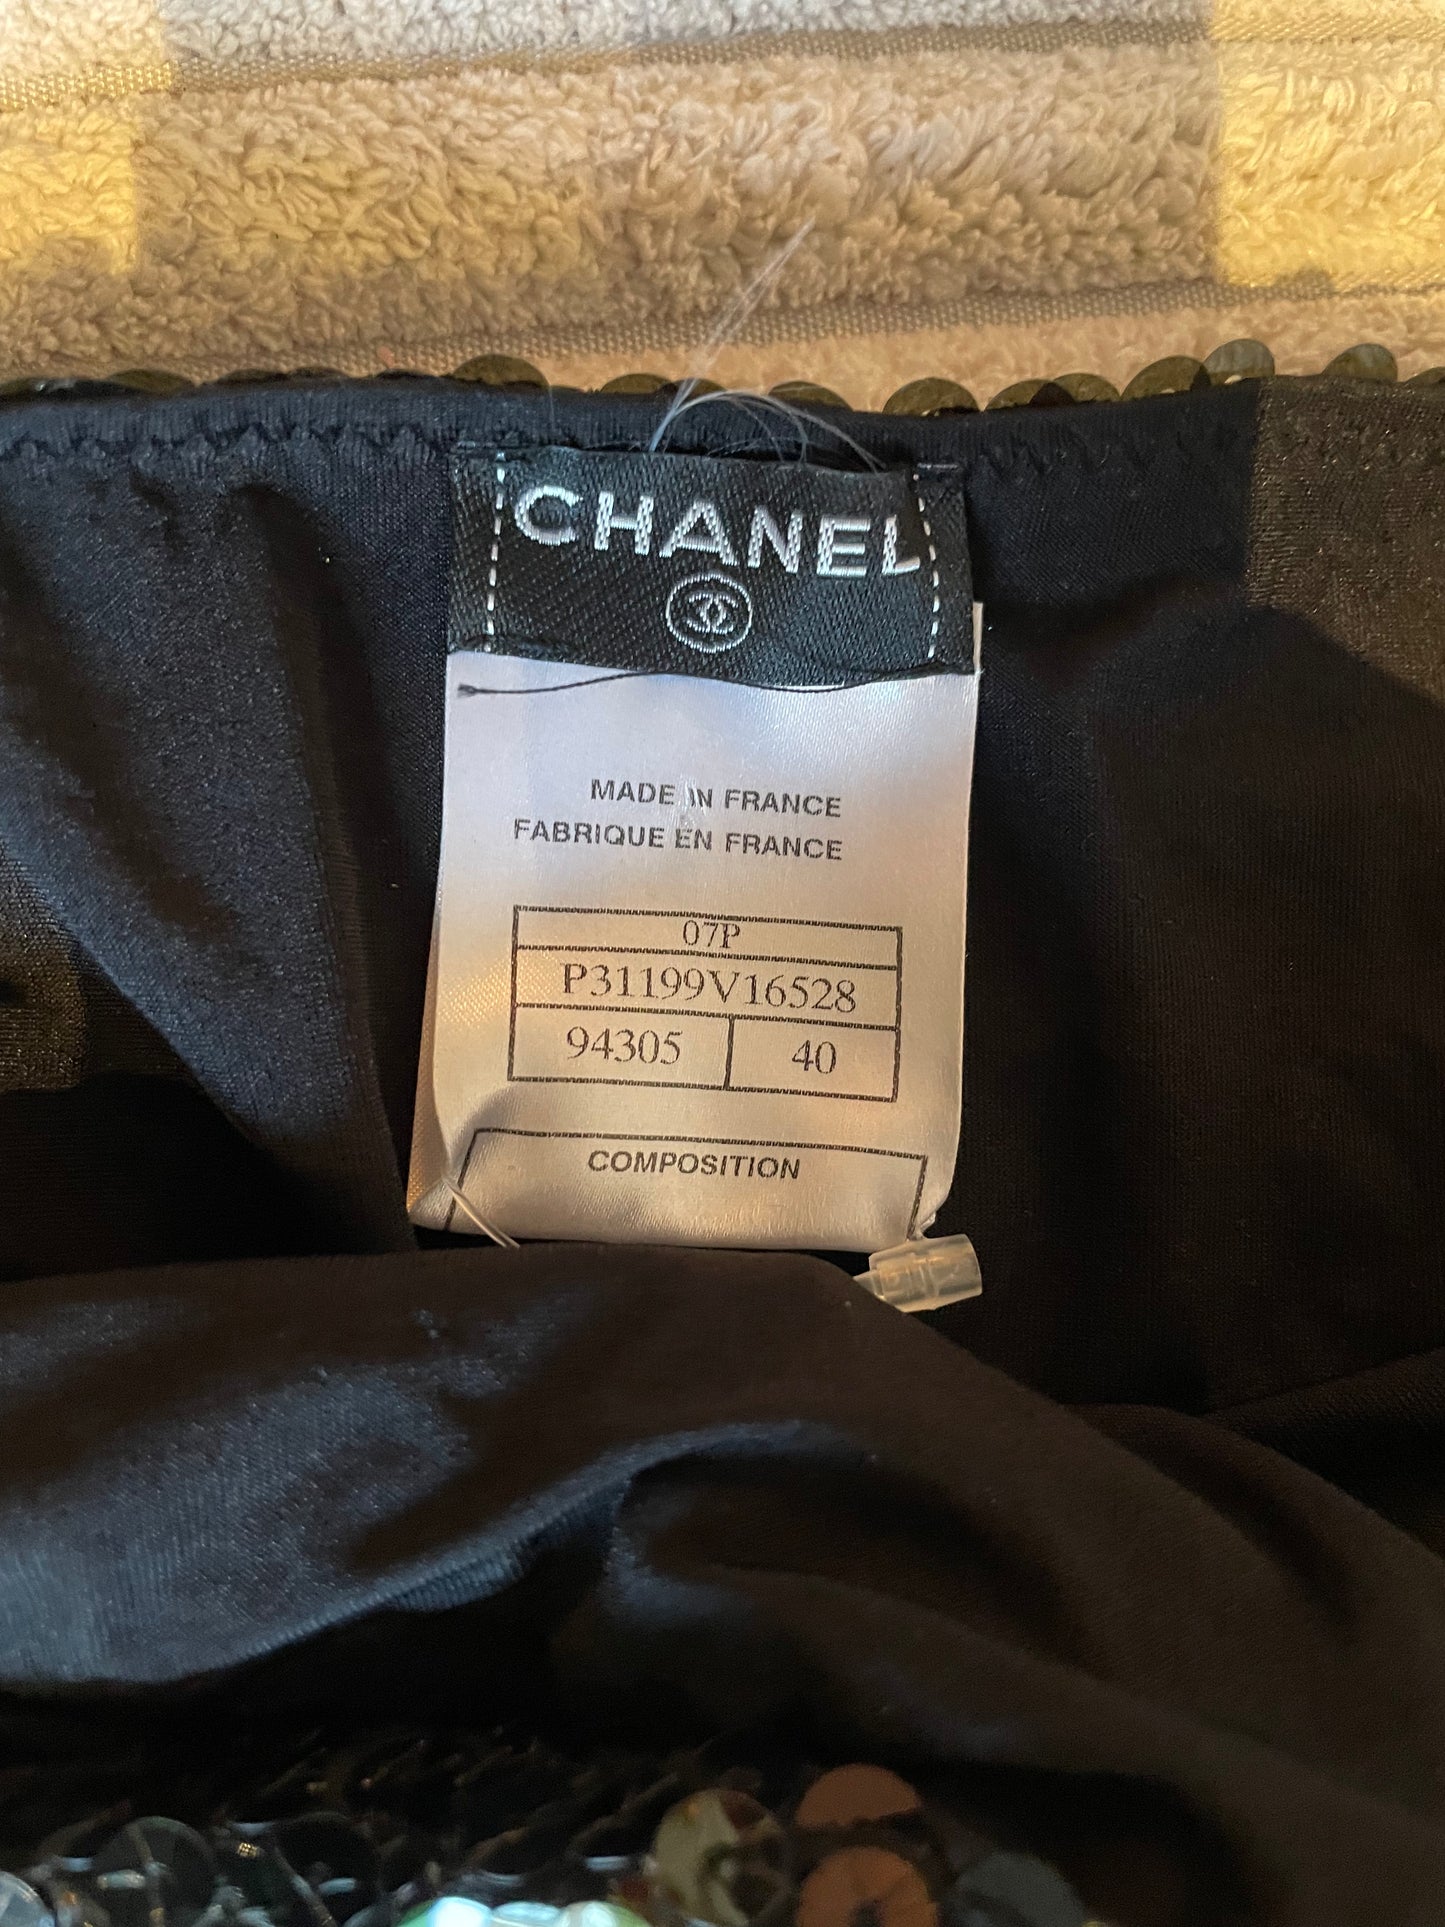 CHANEL
MADE IN FRANCE
FABRIQUE EN FRANCE
07P
P31199V16528
94305 40
COMPOSITION